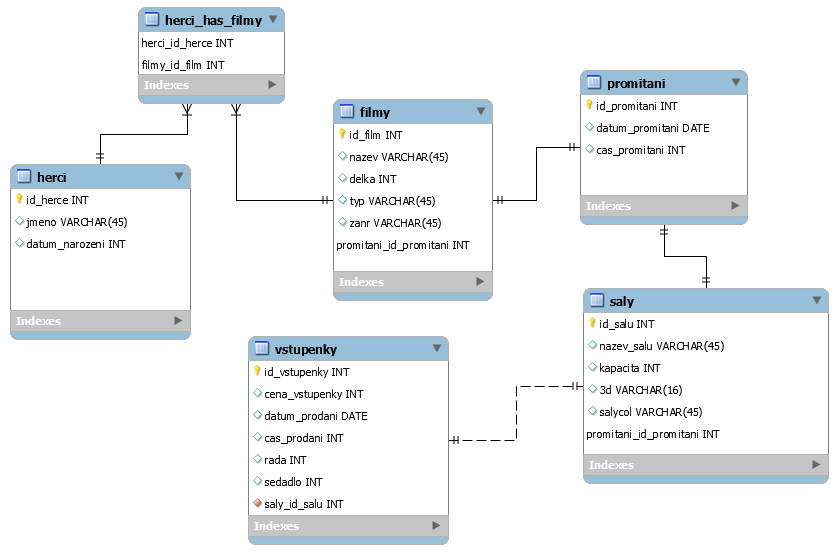 herci_has_filmy
herci_id_herce INT
filmy_id_film INT
Indexes
herci
id_herce INT
jmeno VARCHAR(45)
datum_narozeni INT
Indexes
filmy
id_film INT
nazev VARCHAR(45)
delka INT
typ VARCHAR(45)
zanr VARCHAR(45)
promitani_id_promitani INT
Indexes
promitani
id_promitani INT
datum_promitani DATE
cas_promitani INT
Indexes
vstupenky
id_vstupenky INT
cena_vstupenky INT
datum_prodani DATE
cas_prodani INT
rada INT
sedadlo INT
saly_id_salu INT
Indexes
saly
id_salu INT
nazev_salu VARCHAR(45)
kapacita INT
3d VARCHAR(16)
salycol VARCHAR(45)
promitani_id_promitani INT
Indexes